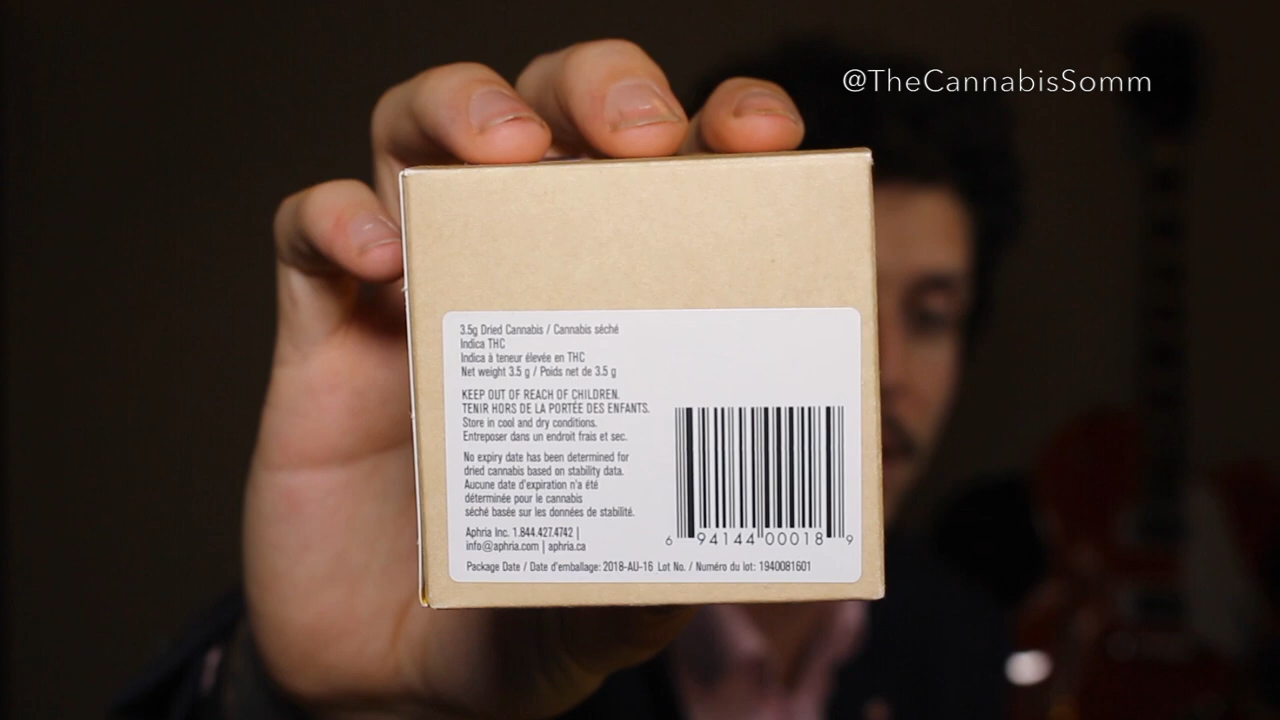 @TheCannabisSomm
3.5g Dried Cannabis / Cannabis séché
Indica THC
Indica à teneur élevée en THC
Net weight 3.5 g / Poids net de 3.5 g
KEEP OUT OF REACH OF CHILDREN.
TENIR HORS DE LA PORTÉE DES ENFANTS.
Store in cool and dry conditions.
Entreposer dans un endroit frais et sec.
No expiry date has been determined for
dried cannabis based on stability data.
Aucune date d'expiration n'a été
déterminée pour le cannabis
séché basée sur les données de stabilité.
Aphria Inc. 1.844.427.4742 |
info@aphria.com | aphria.ca
6 94144 00018 9
Package Date / Date d'emballage: 2018-AU-16 Lot No. / Numéro du lot: 1940081601